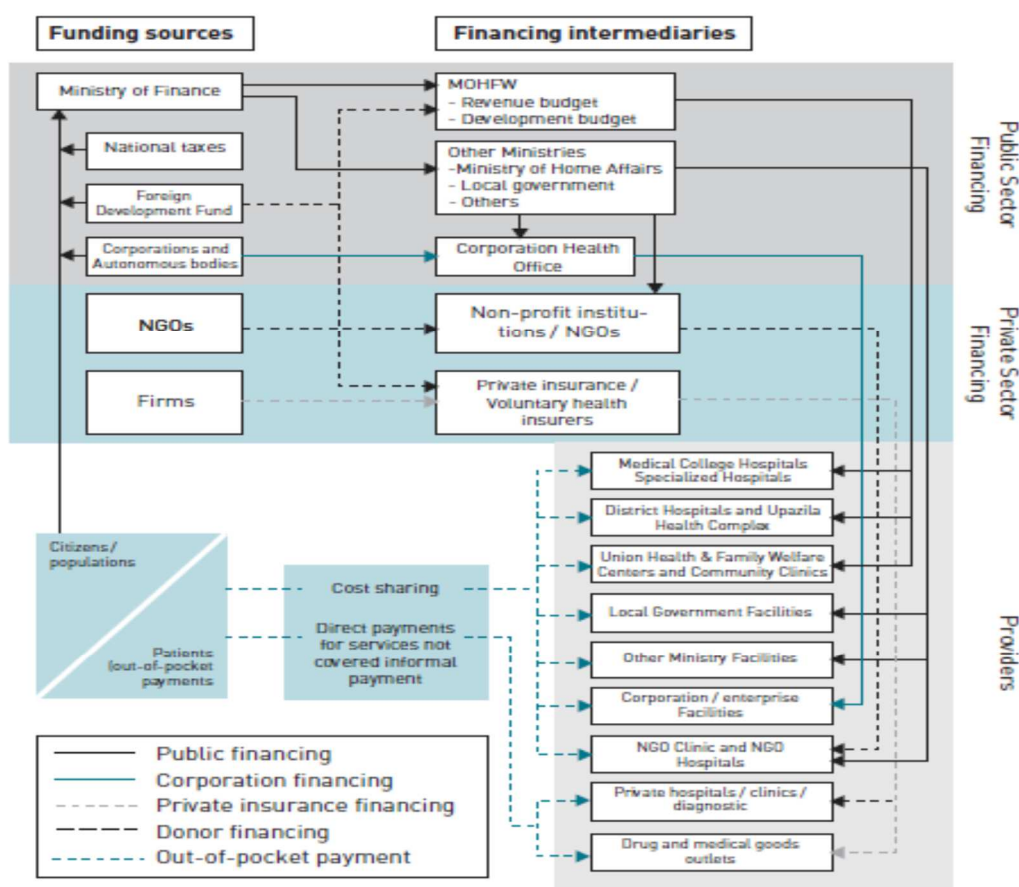 Funding sources
Financing intermediaries
Ministry of Finance
National taxes
Foreign
Development Fund
Corporations and
Autonomous bodies
NGOs
Firms
MOHFW
- Revenue budget
- Development budget
Other Ministries
-Ministry of Home Affairs
- Local government
- Others
Corporation Health
Office
Non-profit institu-
tions / NGOs
Private insurance /
Voluntary health
insurers
Public Sector
Financing
Private Sector
Financing
Providers
Citizens/
populations
Patients
(out-of-pocket
payments
Cost sharing
Direct payments
for services not
covered informal
payment
Medical College Hospitals
Specialized Hospitals
District Hospitals and Upazila
Health Complex
Union Health & Family Welfare
Centers and Community Clinics
Local Government Facilities
Other Ministry Facilities
Corporation / enterprise
Facilities
NGO Clinic and NGO
Hospitals
Private hospitals / clinics /
diagnostic
Drug and medical goods
outlets
Public financing
Corporation financing
Private insurance financing
Donor financing
Out-of-pocket payment